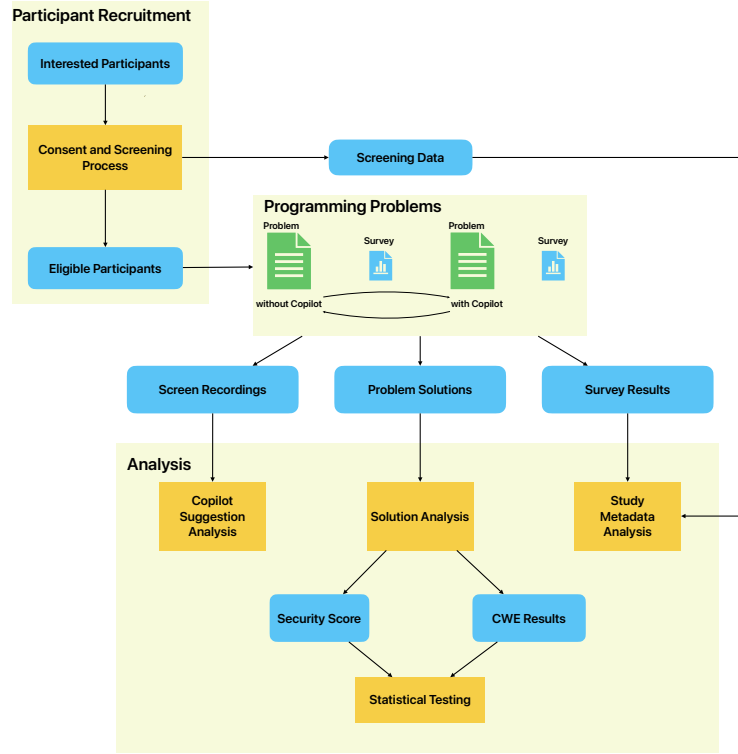 Participant Recruitment
Interested Participants
Consent and Screening
Process
Screening Data
Eligible Participants
Programming Problems
Problem
Survey
Problem
Survey
without Copilot
with Copilot
Screen Recordings
Problem Solutions
Survey Results
Analysis
Copilot
Suggestion
Analysis
Solution Analysis
Study
Metadata
Analysis
Security Score
CWE Results
Statistical Testing